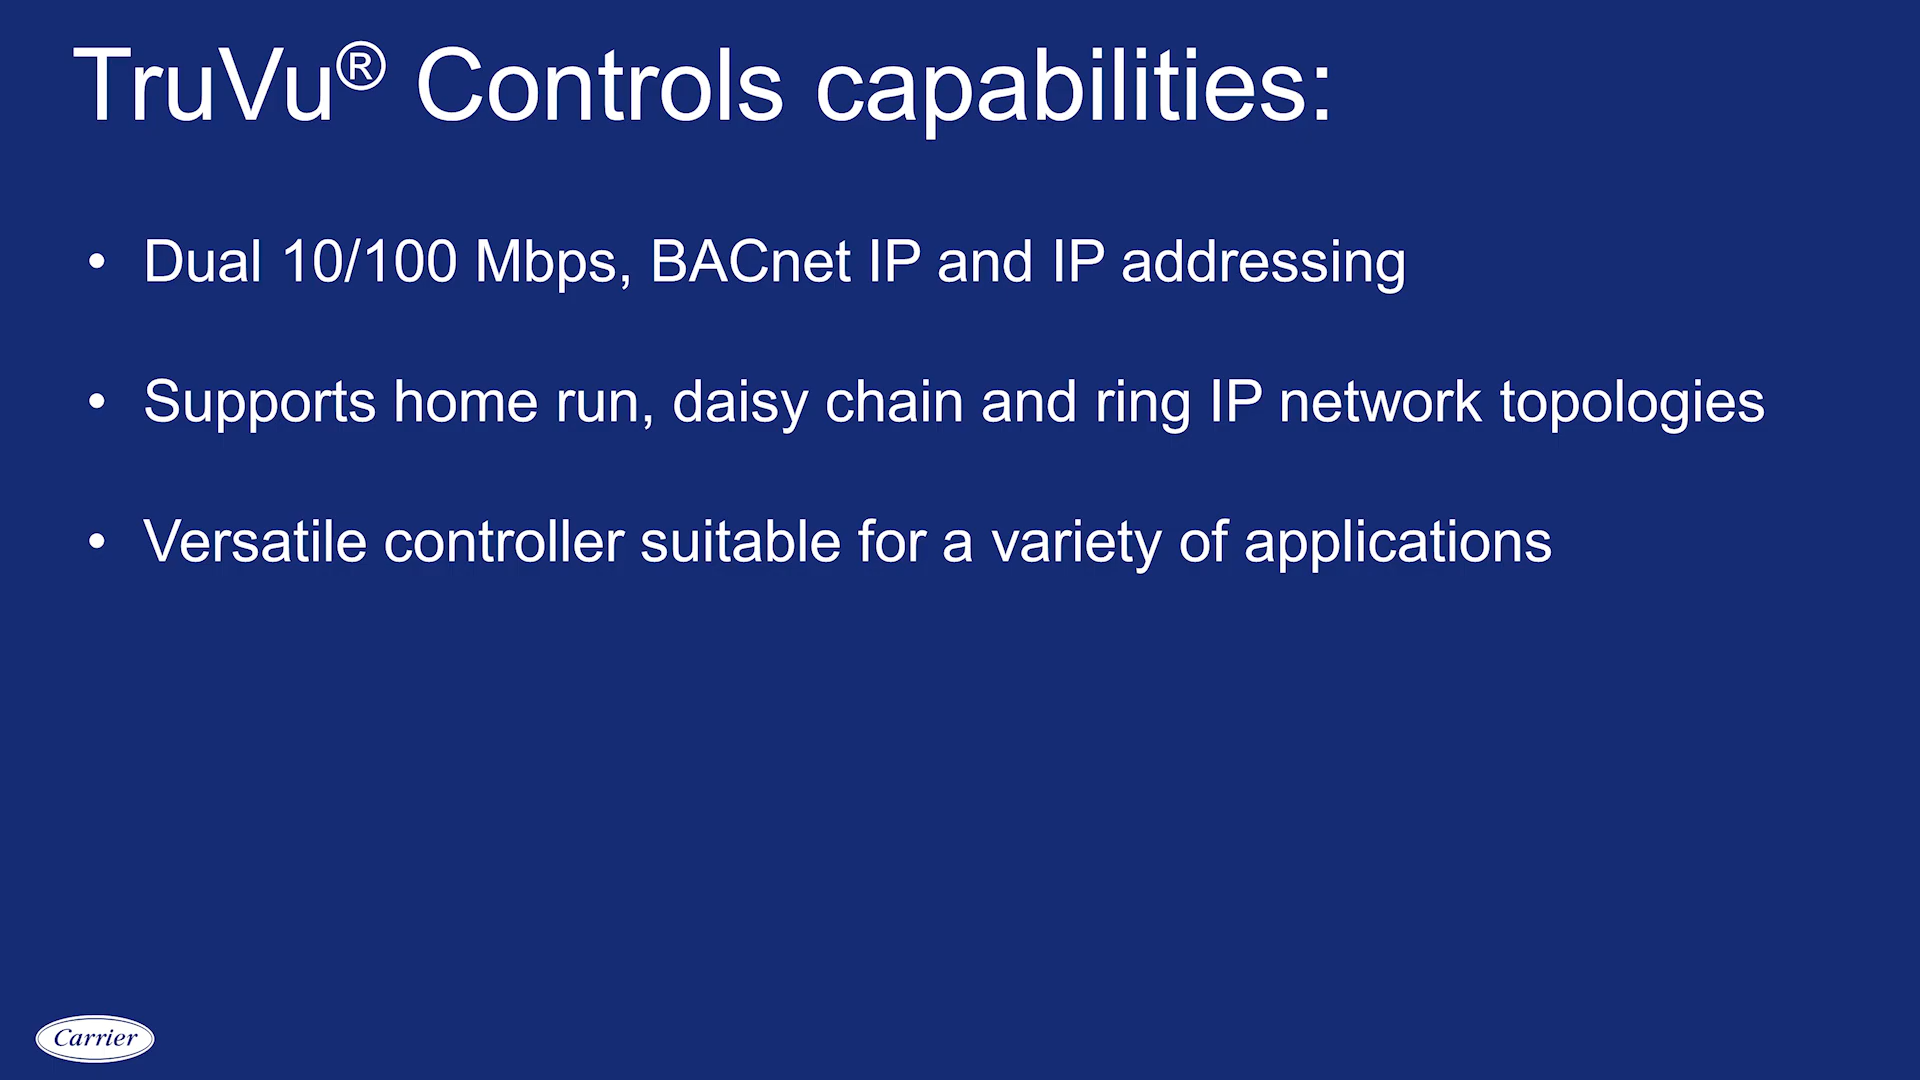 TruVu® Controls capabilities:
• Dual 10/100 Mbps, BACnet IP and IP addressing
• Supports home run, daisy chain and ring IP network topologies
• Versatile controller suitable for a variety of applications
Carrier